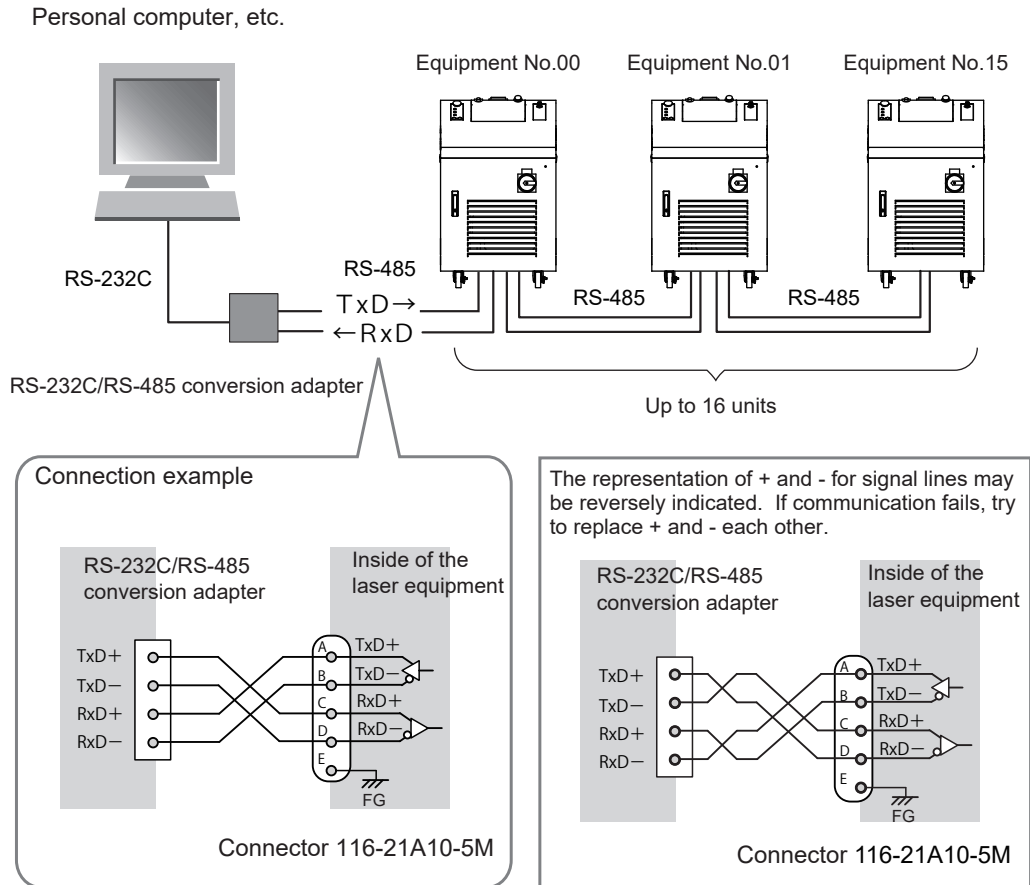 Personal computer, etc.
Equipment No.00
Equipment No.01
Equipment No.15
RS-232C
RS-485
TxD→
←RxD
RS-485
RS-485
RS-232C/RS-485 conversion adapter
Up to 16 units
Connection example
RS-232C/RS-485
conversion adapter
Inside of the
laser equipment
TxD+
TxD−
RxD+
RxD−
A
B
C
D
E
TxD+
TxD−
RxD+
RxD−
FG
Connector 116-21A10-5M
The representation of + and - for signal lines may
be reversely indicated.  If communication fails, try
to replace + and - each other.
RS-232C/RS-485
conversion adapter
Inside of the
laser equipment
TxD+
TxD−
RxD+
RxD−
A
B
C
D
E
TxD+
TxD−
RxD+
RxD−
FG
Connector 116-21A10-5M